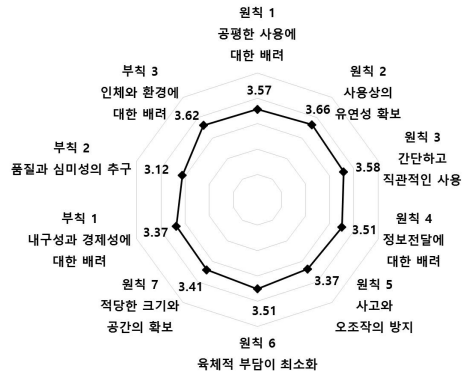 원칙 1
공평한 사용에
대한 배려
3.57
원칙 2
사용상의
유연성 확보
3.66
원칙 3
간단하고
직관적인 사용
3.58
원칙 4
정보전달에
대한 배려
3.51
원칙 5
사고와
오조작의 방지
3.37
원칙 6
육체적 부담이 최소화
3.51
원칙 7
적당한 크기와
공간의 확보
3.41
부칙 1
내구성과 경제성에
대한 배려
3.37
부칙 2
품질과 심미성의 추구
3.12
부칙 3
인체와 환경에
대한 배려
3.62